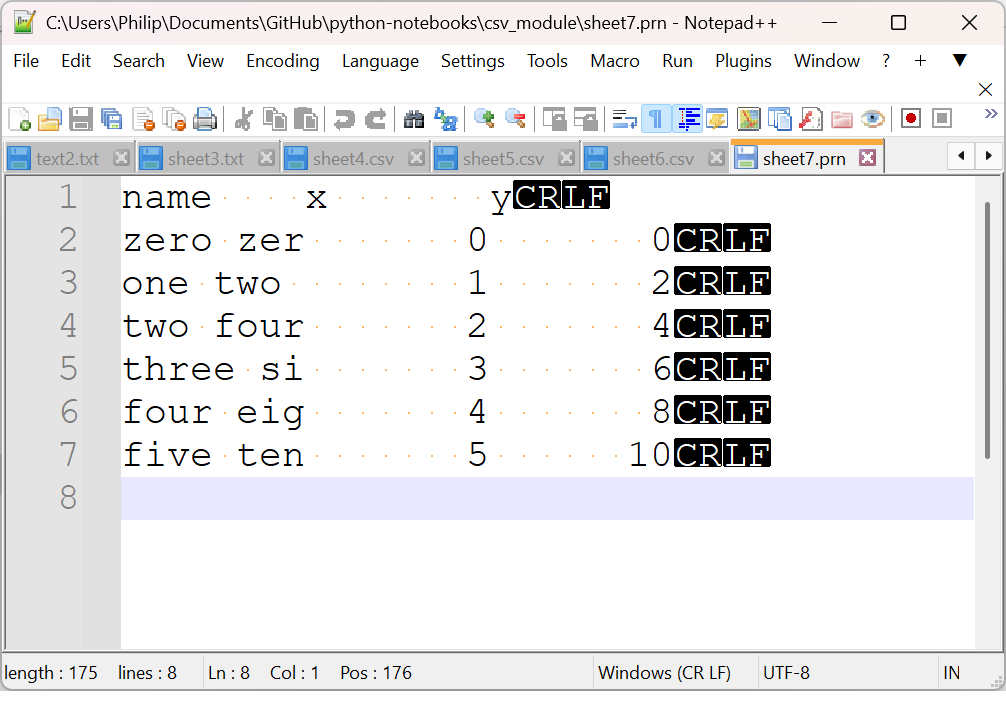 C:\Users\Philip\Documents\GitHub\python-notebooks\csv_module\sheet7.prn - Notepad++
File Edit Search View Encoding Language Settings Tools Macro Run Plugins Window ? + ▼
text2.txt sheet3.txt sheet4.csv sheet5.csv sheet6.csv sheet7.prn
1 name····x·······yCRLF
2 zero·zer·······0·······0CRLF
3 one·two········1·······2CRLF
4 two·four·······2·······4CRLF
5 three·si·······3·······6CRLF
6 four·eig·······4·······8CRLF
7 five·ten·······5······10CRLF
8
length : 175 lines : 8 Ln : 8 Col : 1 Pos : 176 Windows (CR LF) UTF-8 IN